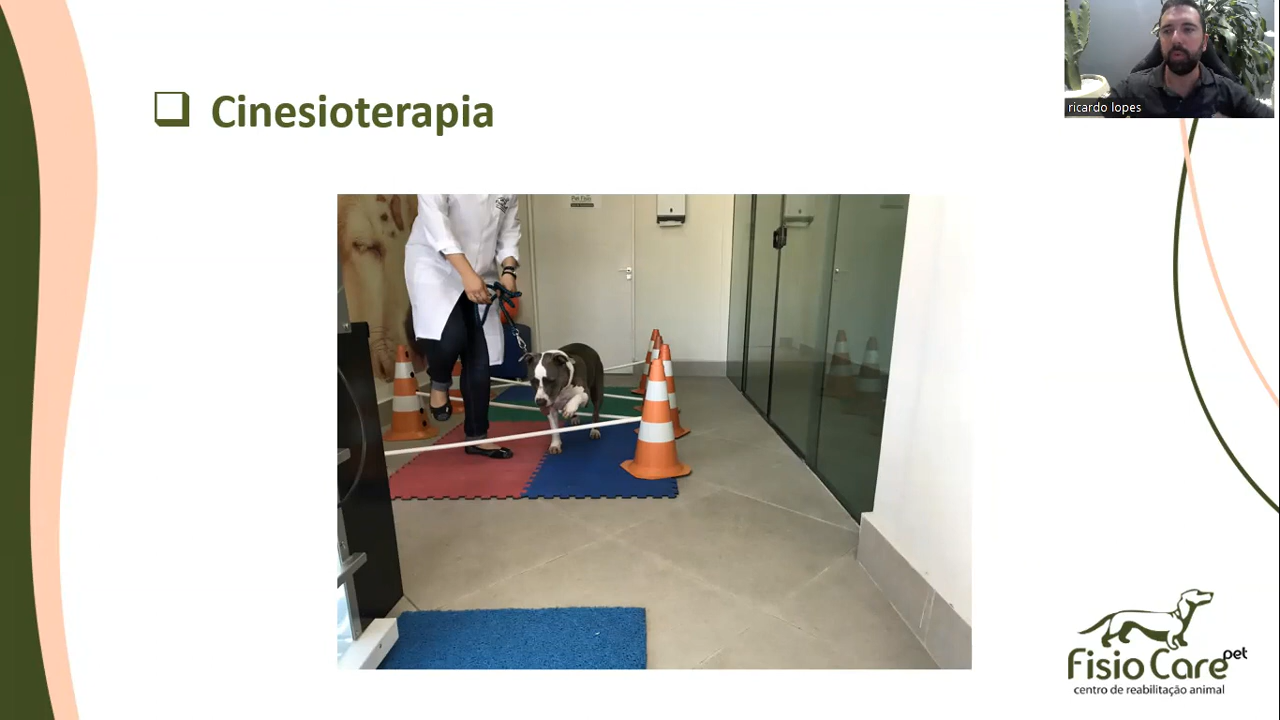 ricardo lopes
Cinesioterapia
Fisio Care pet
centro de reabilitação animal